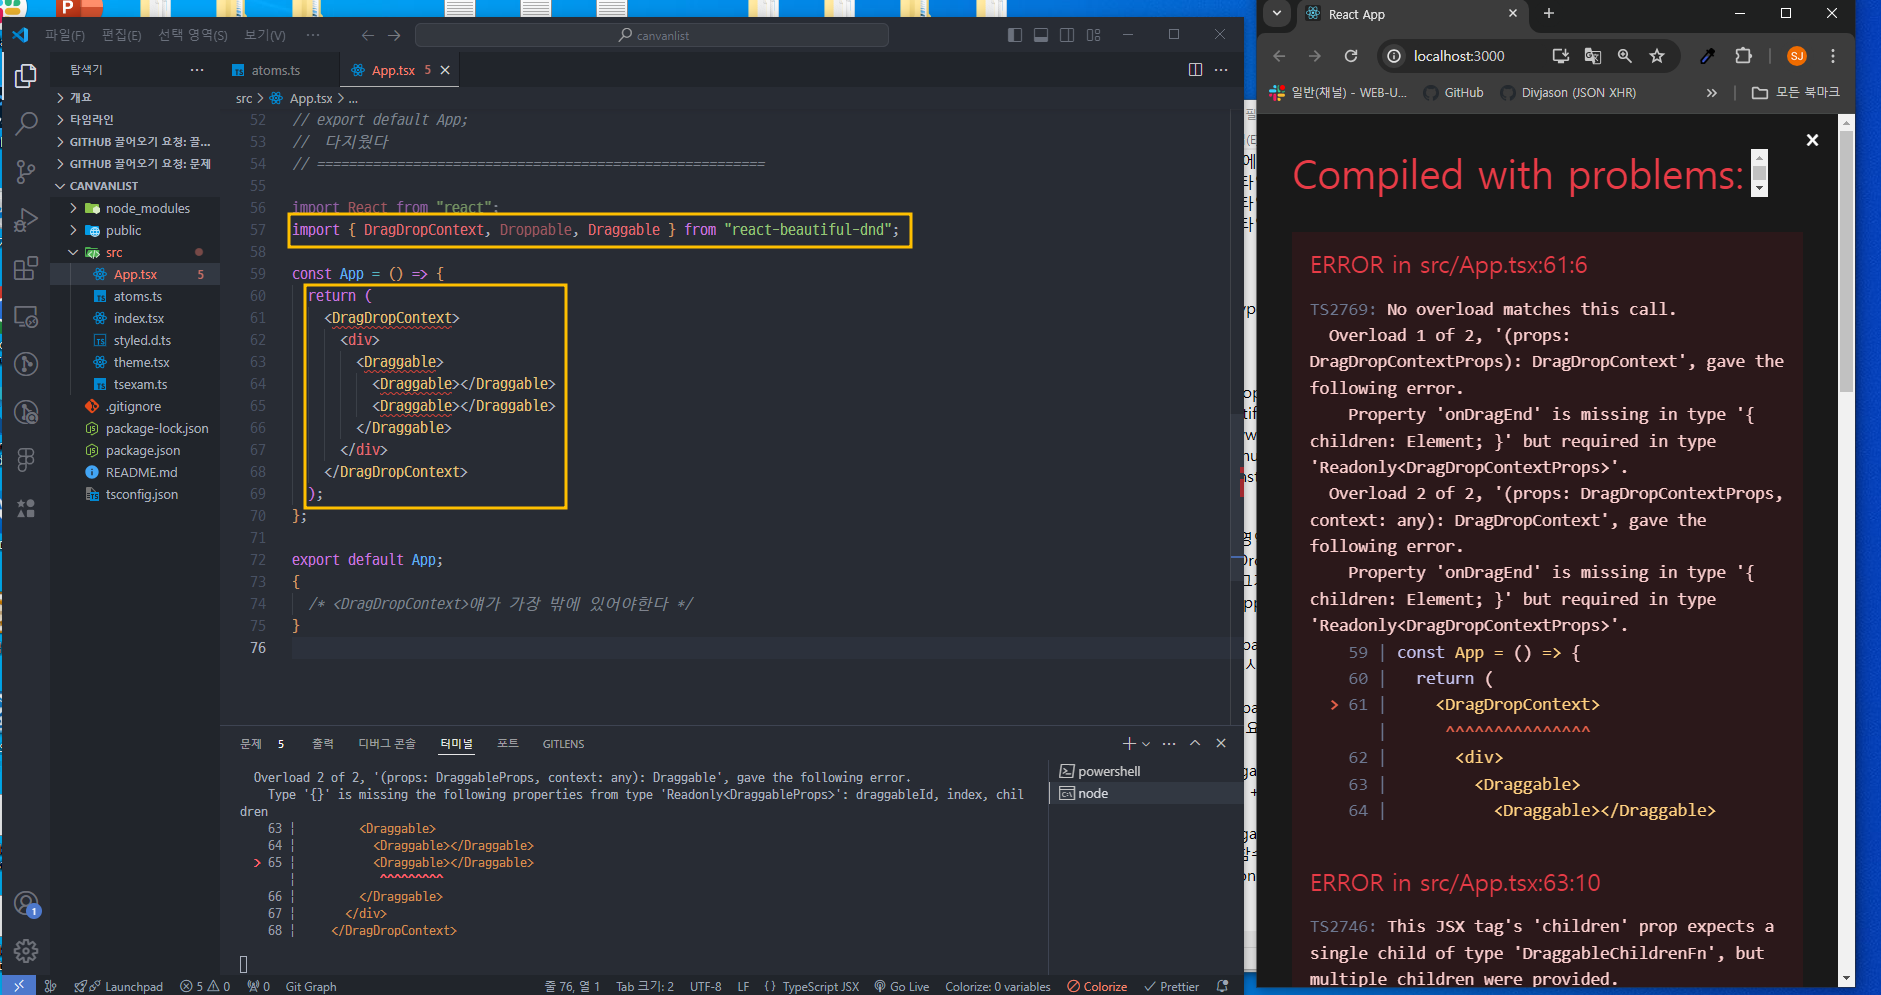 파일(F) 편집(E) 선택 영역(S) 보기(V) ··· canvanlist
탐색기 ···
개요
타임라인
GITHUB 끌어오기 요청: 끌...
GITHUB 끌어오기 요청: 문제
CANVANLIST
node_modules
public
src
App.tsx 5
atoms.ts
index.tsx
styled.d.ts
theme.tsx
tsexam.ts
.gitignore
package-lock.json
package.json
README.md
tsconfig.json
atoms.ts App.tsx 5
src > App.tsx > ...
52 // export default App;
53 //  다지웠다
54 // ========================================================
55
56 import React from "react";
57 import { DragDropContext, Droppable, Draggable } from "react-beautiful-dnd";
58
59 const App = () => {
60 return (
61 <DragDropContext>
62 <div>
63 <Draggable>
64 <Draggable></Draggable>
65 <Draggable></Draggable>
66 </Draggable>
67 </div>
68 </DragDropContext>
69 );
70 };
71
72 export default App;
73 {
74 /* <DragDropContext>얘가 가장 밖에 있어야한다 */
75 }
76
문제 5 출력 디버그 콘솔 터미널 포트 GITLENS
Overload 2 of 2, '(props: DraggableProps, context: any): Draggable', gave the following error.
Type '{}' is missing the following properties from type 'Readonly<DraggableProps>': draggableId, index, chil
dren
63 | <Draggable>
64 | <Draggable></Draggable>
> 65 | <Draggable></Draggable>
| ^^^^^^^^^
66 | </Draggable>
67 | </div>
68 | </DragDropContext>
powershell
node
1
Launchpad 5 0 0 Git Graph 줄 76, 열 1 Tab 크기: 2 UTF-8 LF {} TypeScript JSX Go Live Colorize: 0 variables Colorize Prettier
React App
localhost:3000 SJ
일반(채널) - WEB-U... GitHub Divjason (JSON XHR) » 모든 북마크
Compiled with problems:
ERROR in src/App.tsx:61:6
TS2769: No overload matches this call.
Overload 1 of 2, '(props:
DragDropContextProps): DragDropContext', gave the
following error.
Property 'onDragEnd' is missing in type '{
children: Element; }' but required in type
'Readonly<DragDropContextProps>'.
Overload 2 of 2, '(props: DragDropContextProps,
context: any): DragDropContext', gave the
following error.
Property 'onDragEnd' is missing in type '{
children: Element; }' but required in type
'Readonly<DragDropContextProps>'.
59 | const App = () => {
60 | return (
> 61 | <DragDropContext>
| ^^^^^^^^^^^^^^^
62 | <div>
63 | <Draggable>
64 | <Draggable></Draggable>
ERROR in src/App.tsx:63:10
TS2746: This JSX tag's 'children' prop expects a
single child of type 'DraggableChildrenFn', but
multiple children were provided.